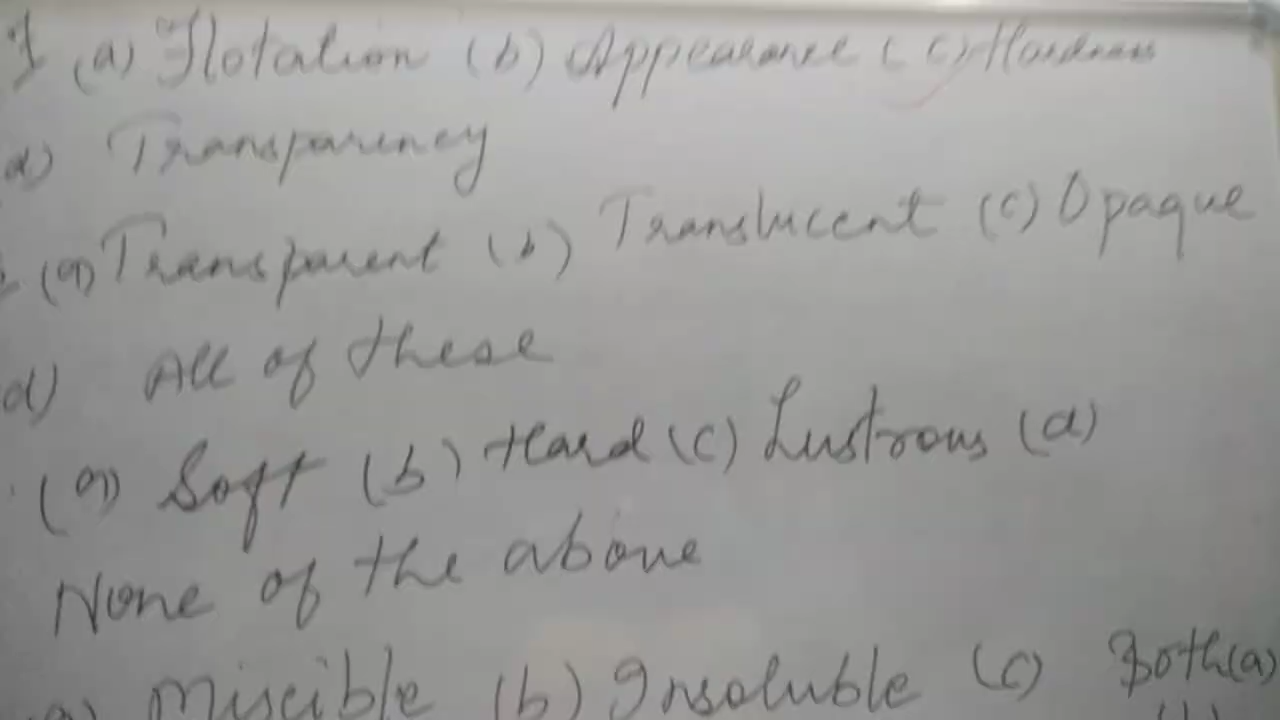 (a) Flotation (b) Appearance (c) Hardness
d) Transparency
(a) Transparent (b) Translucent (c) Opaque
d) All of these
(a) Soft (b) Hard (c) Lustrous (d)
None of the above
a) Miscible (b) Insoluble (c) Both (a)